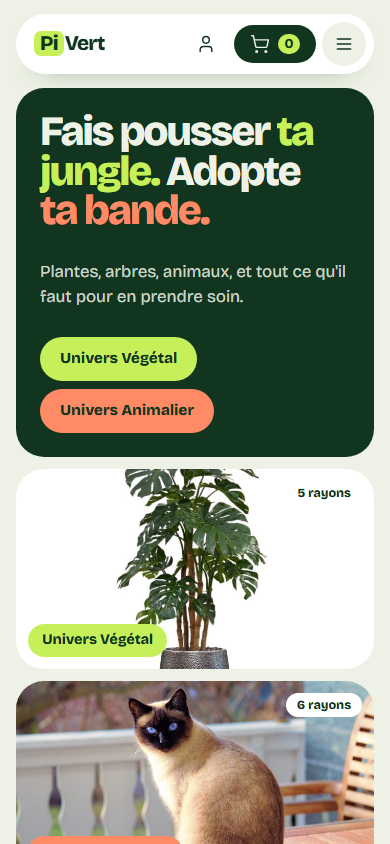 Pi Vert
0
Fais pousser ta
jungle. Adopte
ta bande.
Plantes, arbres, animaux, et tout ce qu'il
faut pour en prendre soin.
Univers Végétal
Univers Animalier
5 rayons
Univers Végétal
6 rayons